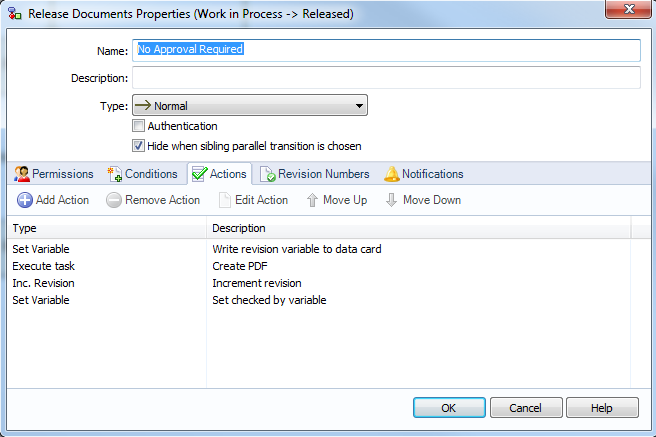 Release Documents Properties (Work in Process -> Released)
Name: No Approval Required
Description:
Type: Normal
Authentication
Hide when sibling parallel transition is chosen
Permissions Conditions Actions Revision Numbers Notifications
Add Action Remove Action Edit Action Move Up Move Down
Type Description
Set Variable Write revision variable to data card
Execute task Create PDF
Inc. Revision Increment revision
Set Variable Set checked by variable
OK Cancel Help